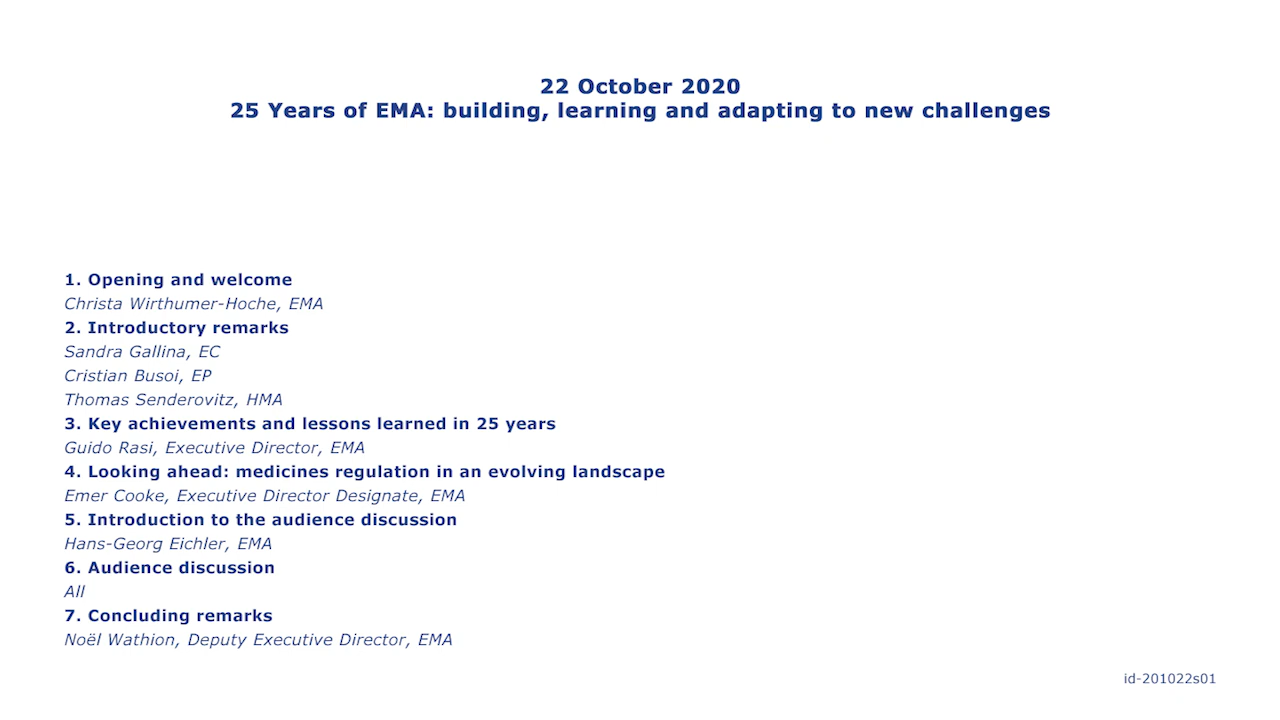 22 October 2020
25 Years of EMA: building, learning and adapting to new challenges
1. Opening and welcome
Christa Wirthumer-Hoche, EMA
2. Introductory remarks
Sandra Gallina, EC
Cristian Busoi, EP
Thomas Senderovitz, HMA
3. Key achievements and lessons learned in 25 years
Guido Rasi, Executive Director, EMA
4. Looking ahead: medicines regulation in an evolving landscape
Emer Cooke, Executive Director Designate, EMA
5. Introduction to the audience discussion
Hans-Georg Eichler, EMA
6. Audience discussion
All
7. Concluding remarks
Noël Wathion, Deputy Executive Director, EMA
id-201022s01